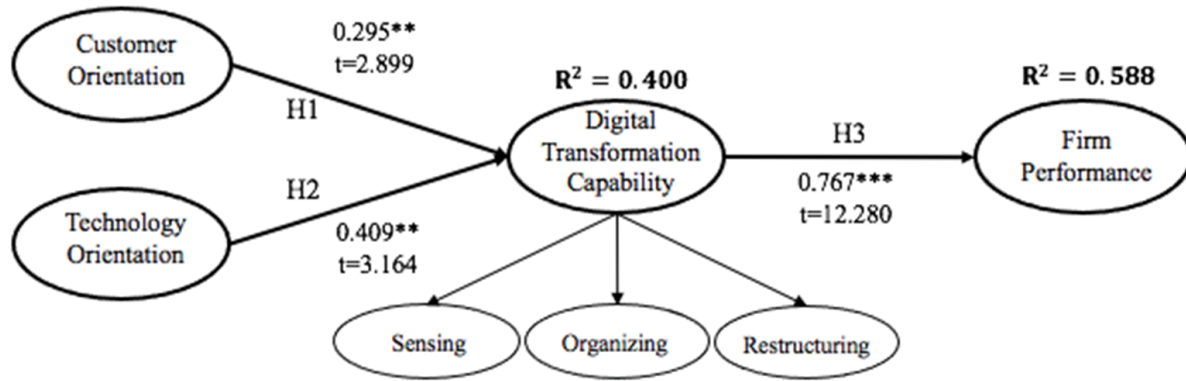 Customer
Orientation
0.295**
t=2.899
H1
Technology
Orientation
H2
0.409**
t=3.164
R² = 0.400
Digital
Transformation
Capability
H3
0.767***
t=12.280
R² = 0.588
Firm
Performance
Sensing
Organizing
Restructuring